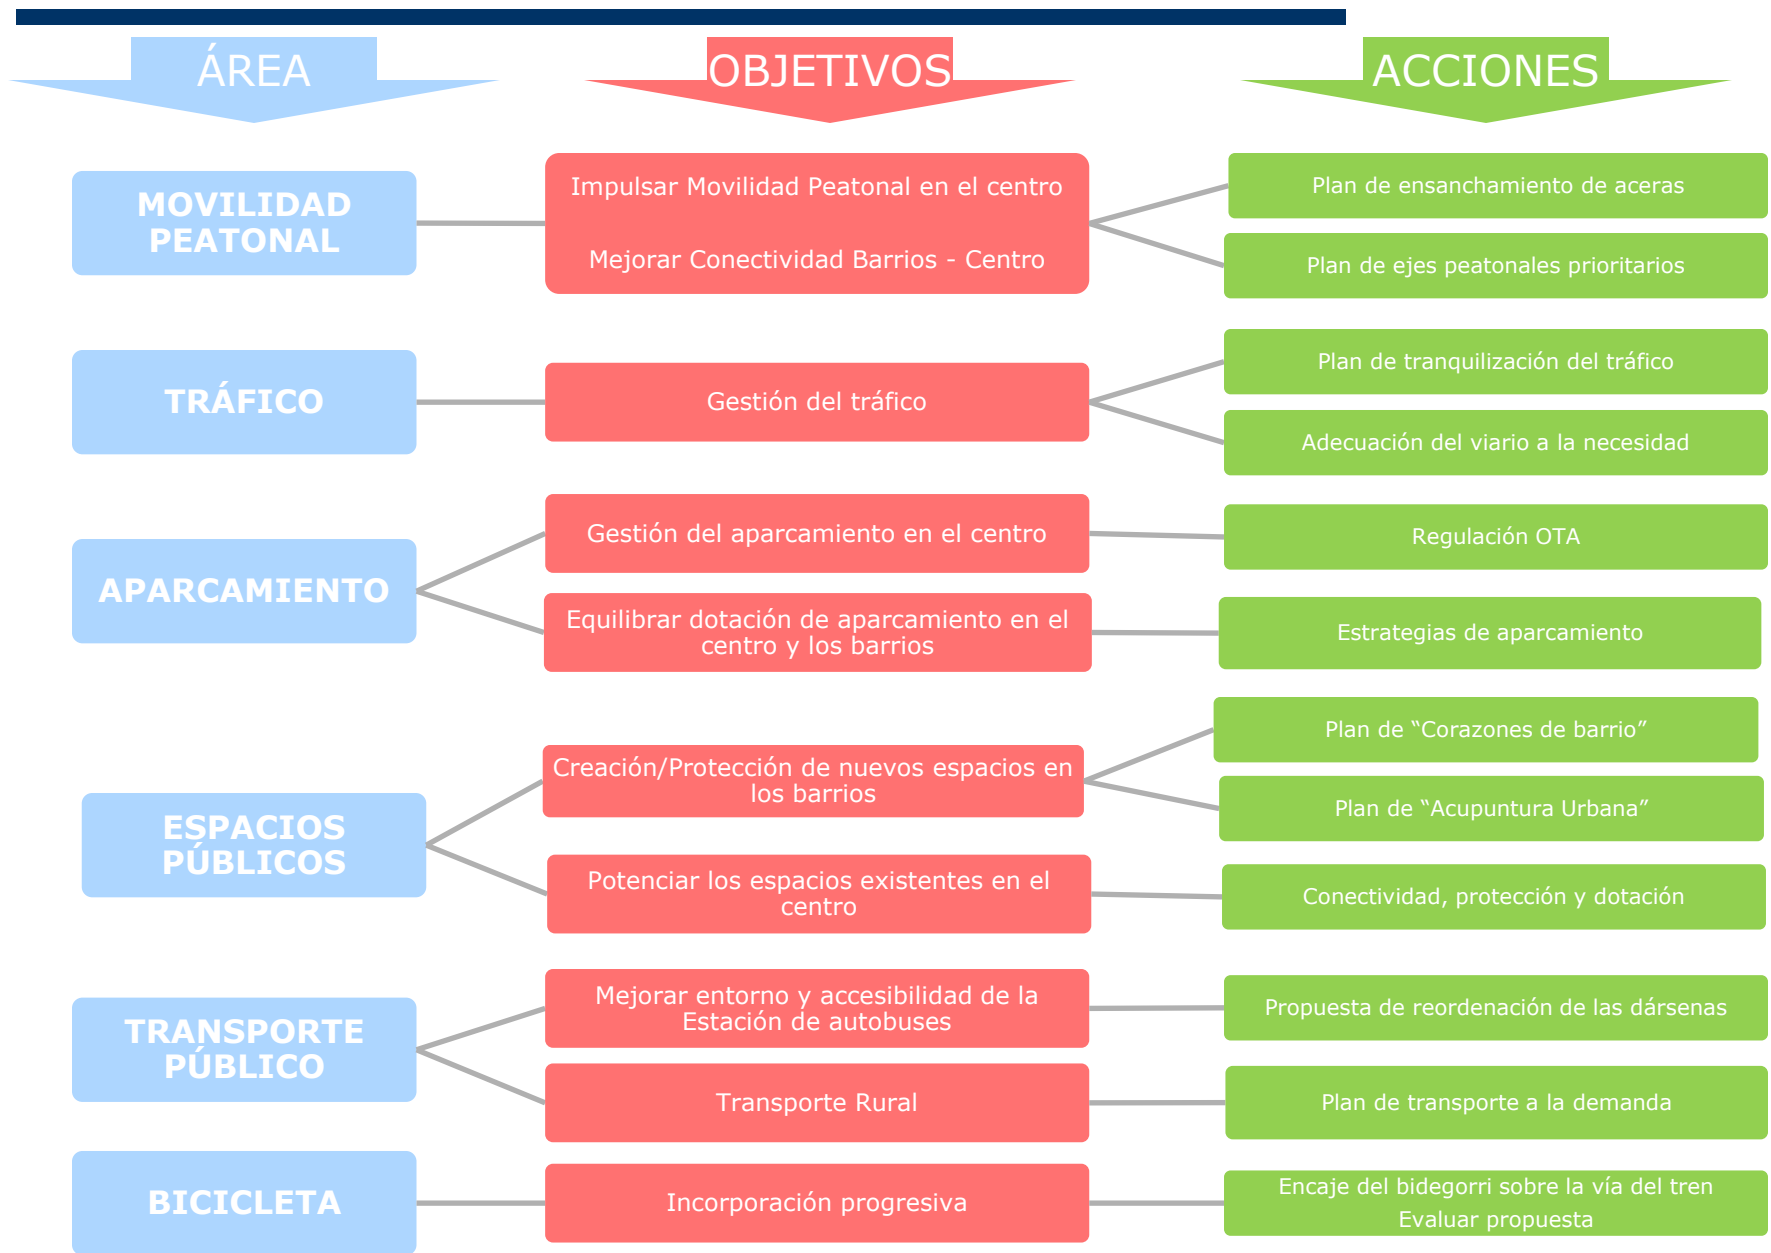 ÁREA
OBJETIVOS
ACCIONES
MOVILIDAD
PEATONAL
Impulsar Movilidad Peatonal en el centro
Mejorar Conectividad Barrios - Centro
Plan de ensanchamiento de aceras
Plan de ejes peatonales prioritarios
TRÁFICO
Gestión del tráfico
Plan de tranquilización del tráfico
Adecuación del viario a la necesidad
APARCAMIENTO
Gestión del aparcamiento en el centro
Regulación OTA
Equilibrar dotación de aparcamiento en el
centro y los barrios
Estrategias de aparcamiento
ESPACIOS
PÚBLICOS
Creación/Protección de nuevos espacios en
los barrios
Plan de “Corazones de barrio”
Plan de “Acupuntura Urbana”
Potenciar los espacios existentes en el
centro
Conectividad, protección y dotación
TRANSPORTE
PÚBLICO
Mejorar entorno y accesibilidad de la
Estación de autobuses
Propuesta de reordenación de las dársenas
Transporte Rural
Plan de transporte a la demanda
BICICLETA
Incorporación progresiva
Encaje del bidegorri sobre la vía del tren
Evaluar propuesta